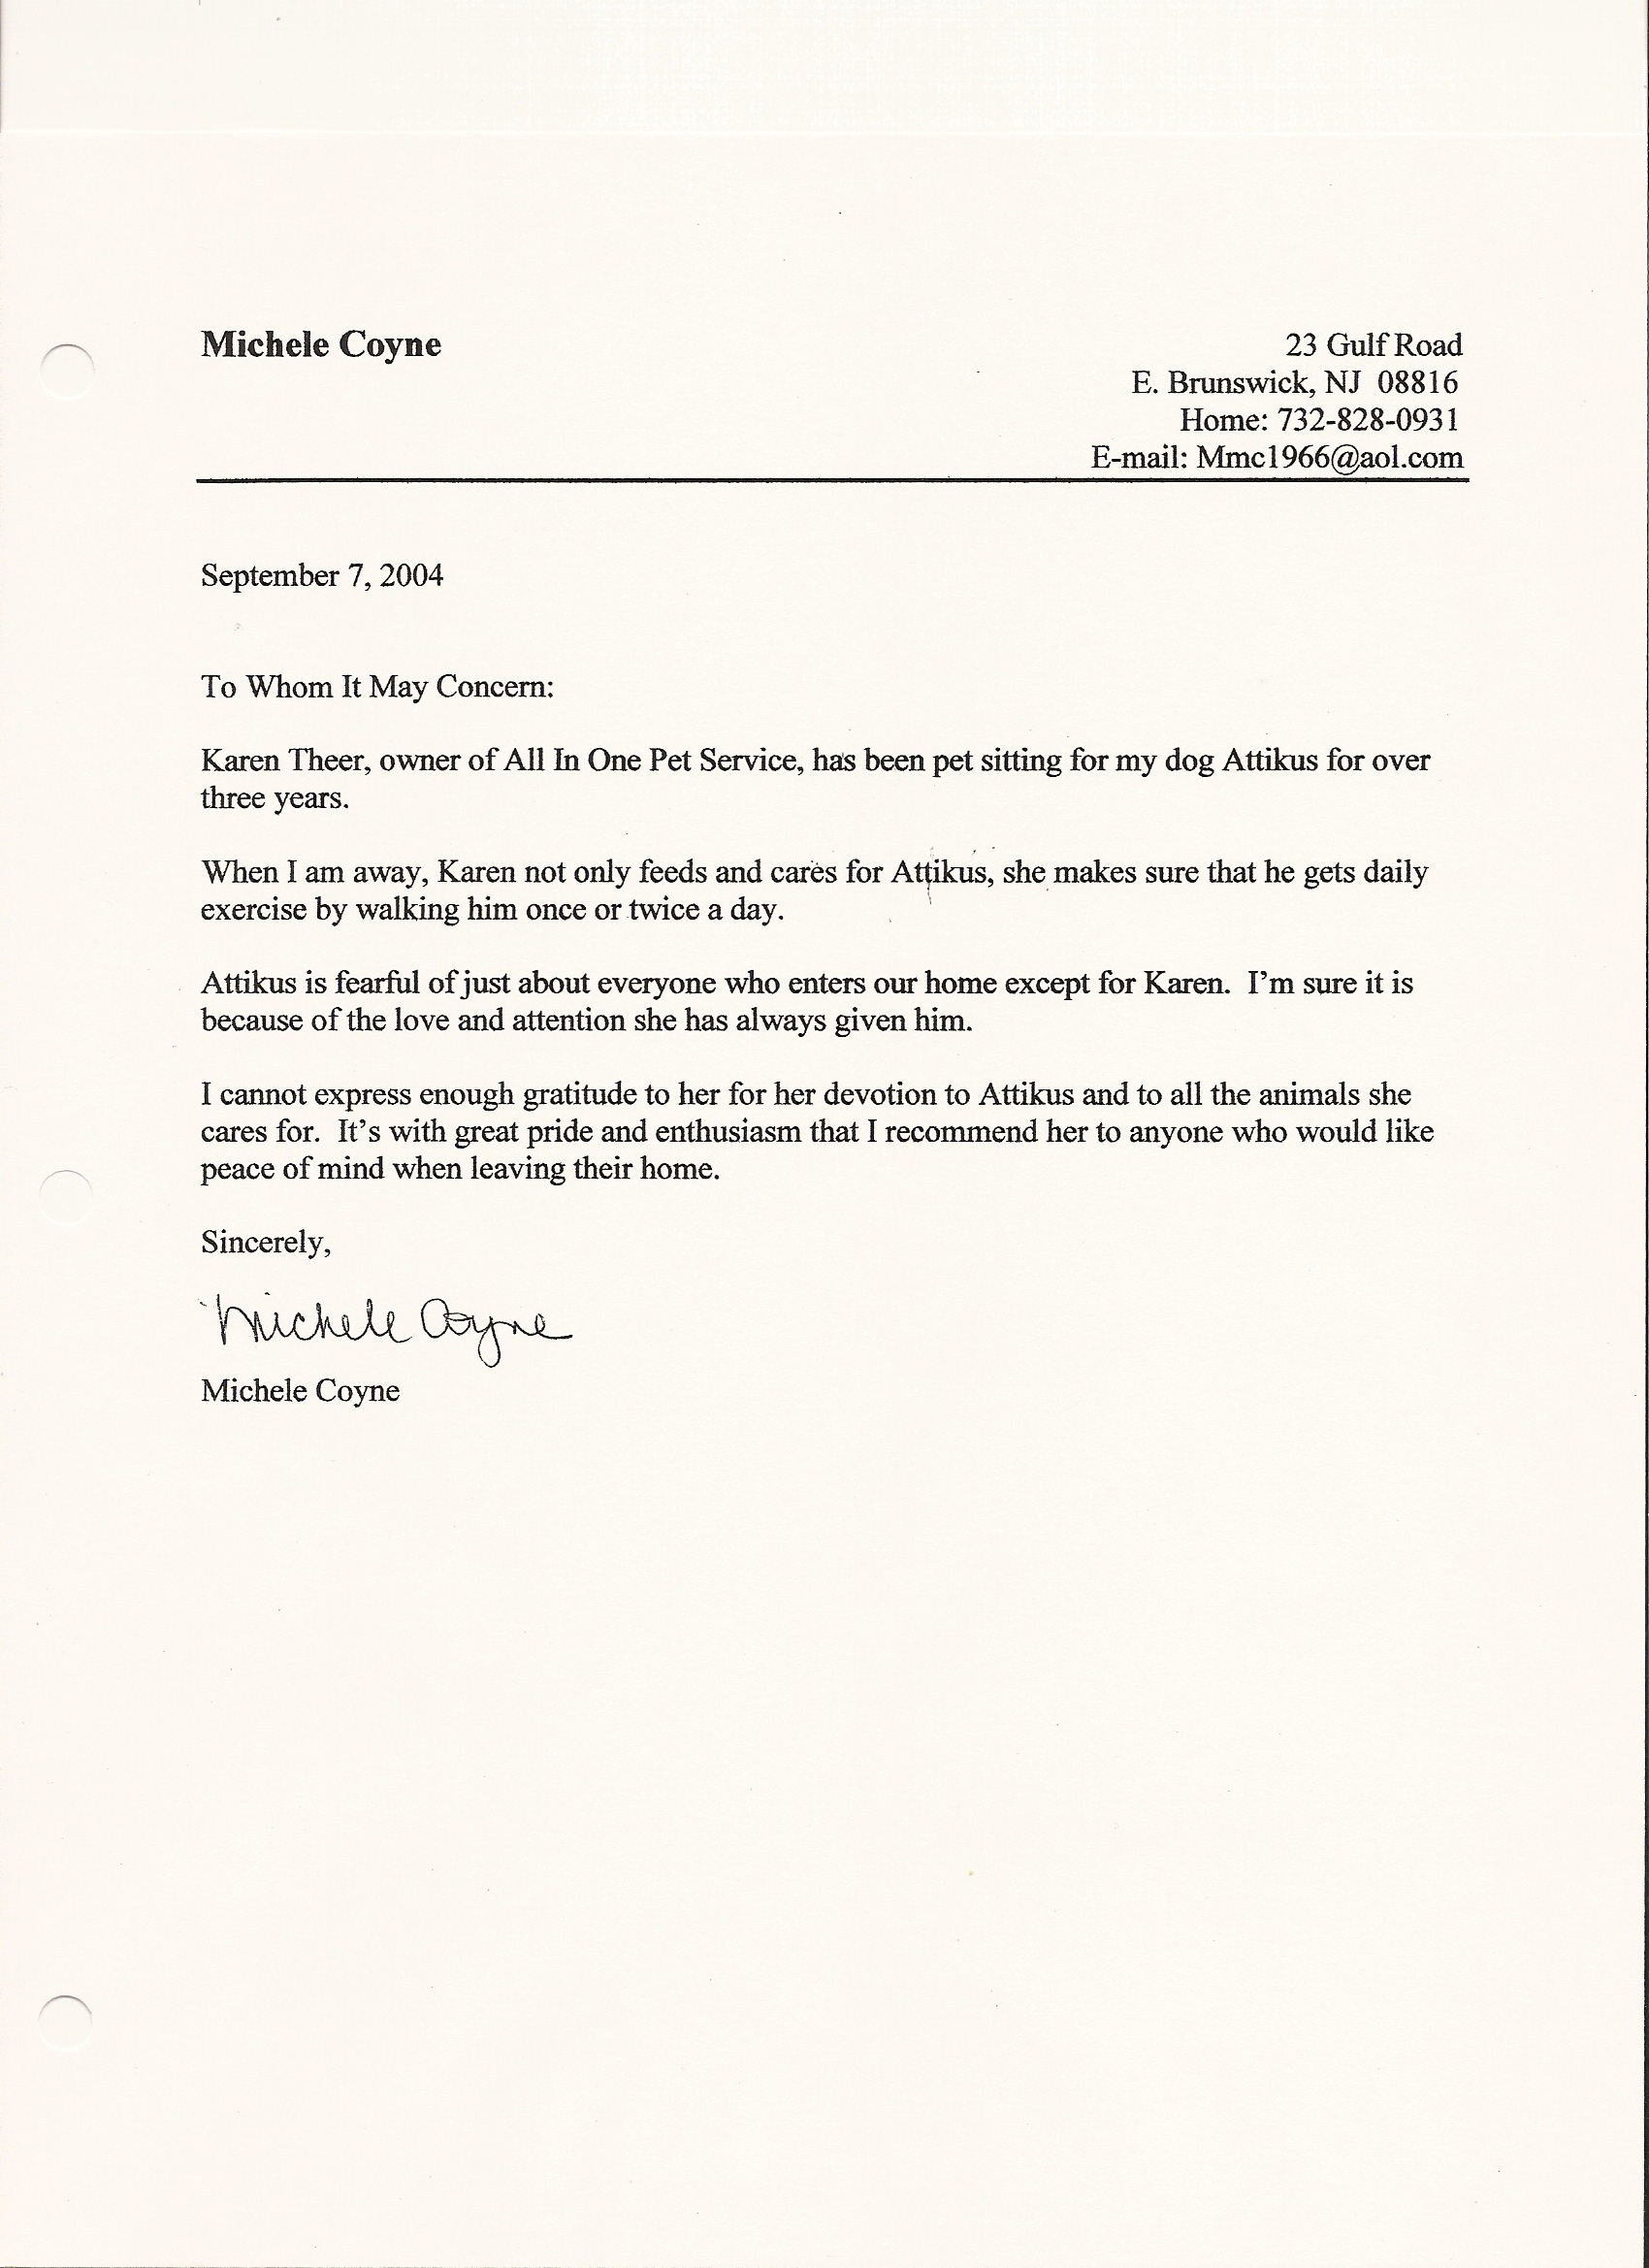 Michele Coyne
23 Gulf Road
E. Brunswick, NJ  08816
Home: 732-828-0931
E-mail: Mmc1966@aol.com
September 7, 2004
To Whom It May Concern:
Karen Theer, owner of All In One Pet Service, has been pet sitting for my dog Attikus for over
three years.
When I am away, Karen not only feeds and cares for Attikus, she makes sure that he gets daily
exercise by walking him once or twice a day.
Attikus is fearful of just about everyone who enters our home except for Karen.  I'm sure it is
because of the love and attention she has always given him.
I cannot express enough gratitude to her for her devotion to Attikus and to all the animals she
cares for.  It's with great pride and enthusiasm that I recommend her to anyone who would like
peace of mind when leaving their home.
Sincerely,
Michele Coyne
Michele Coyne